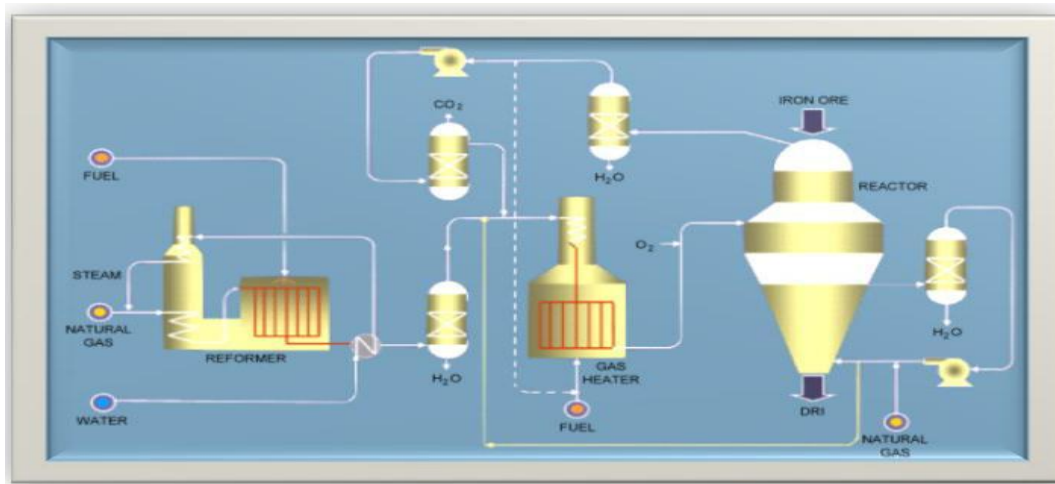 IRON ORE
CO2
FUEL
H2O
REACTOR
O2
STEAM
NATURAL
GAS
REFORMER
H2O
GAS
HEATER
H2O
WATER
FUEL
DRI
NATURAL
GAS